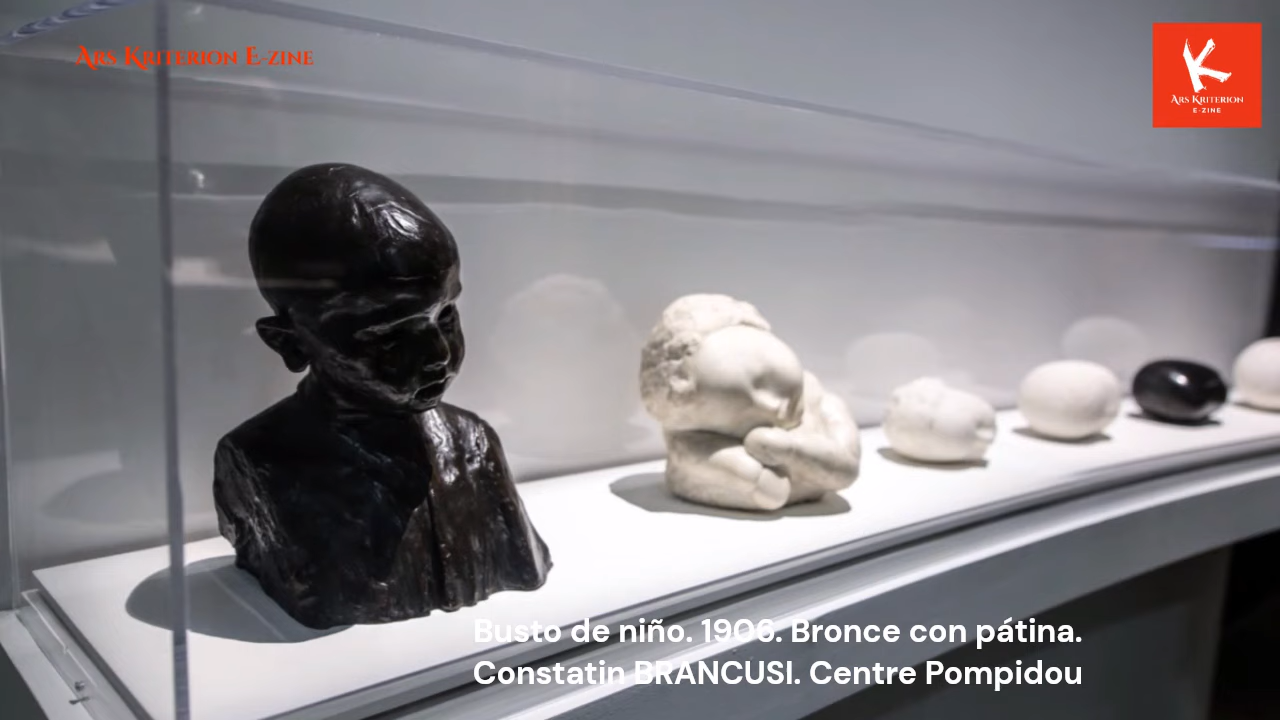 Ars Kriterion E-zine
K
Ars Kriterion
E-ZINE
Busto de niño. 1906. Bronce con pátina.
Constatin BRANCUSI. Centre Pompidou